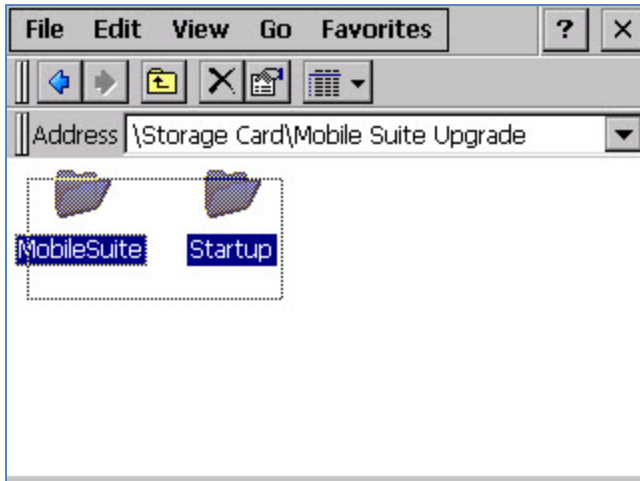 File Edit View Go Favorites ? ×
Address \Storage Card\Mobile Suite Upgrade
MobileSuite Startup